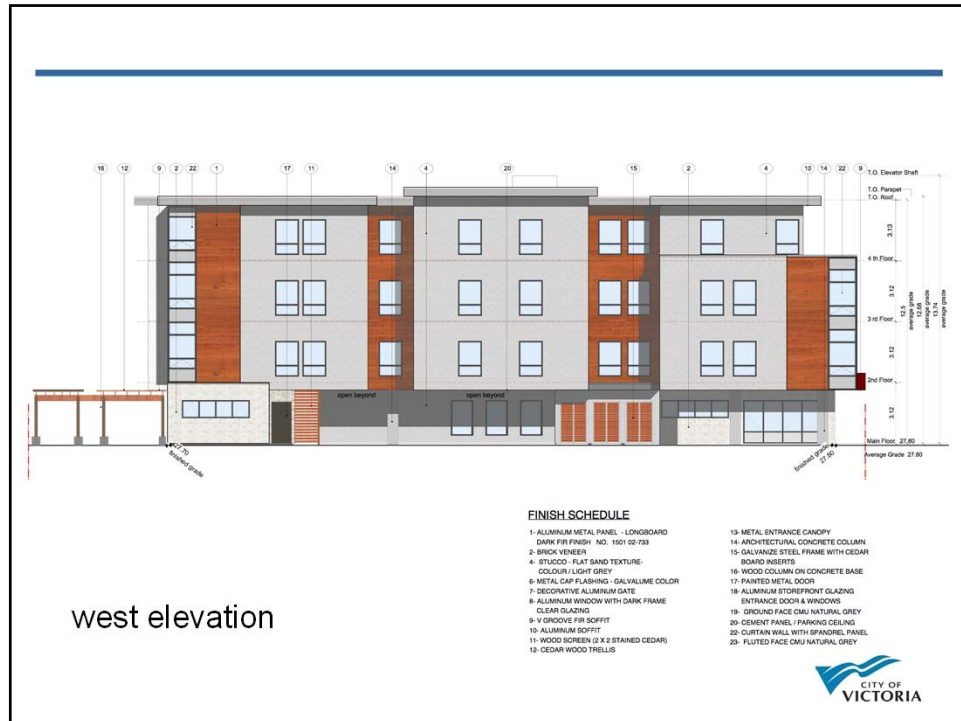 16 12 9 2 22 1 17 11 14 4 20 15 2 4 10 14 22 9
T.O. Elevator Shaft
T.O. Parapet
T.O. Roof
3.13
4 th Floor
3.12
3 rd Floor
3.12
2nd Floor
3.12
12.5
average grade
12.68
average grade
13.74
average grade
open beyond
open beyond
Main Floor 27.80
Average Grade 27.80
27.70
finished grade
finished grade
27.80
FINISH SCHEDULE
1- ALUMINUM METAL PANEL - LONGBOARD
DARK FIR FINISH NO. 1501 02-733
2- BRICK VENEER
4- STUCCO - FLAT SAND TEXTURE-
COLOUR / LIGHT GREY
6- METAL CAP FLASHING - GALVALUME COLOR
7- DECORATIVE ALUMINUM GATE
8- ALUMINUM WINDOW WITH DARK FRAME
CLEAR GLAZING
9- V GROOVE FIR SOFFIT
10- ALUMINUM SOFFIT
11- WOOD SCREEN (2 X 2 STAINED CEDAR)
12- CEDAR WOOD TRELLIS
13- METAL ENTRANCE CANOPY
14- ARCHITECTURAL CONCRETE COLUMN
15- GALVANIZE STEEL FRAME WITH CEDAR
BOARD INSERTS
16- WOOD COLUMN ON CONCRETE BASE
17- PAINTED METAL DOOR
18- ALUMINUM STOREFRONT GLAZING
ENTRANCE DOOR & WINDOWS
19- GROUND FACE CMU NATURAL GREY
20- CEMENT PANEL / PARKING CEILING
22- CURTAIN WALL WITH SPANDREL PANEL
23- FLUTED FACE CMU NATURAL GREY
west elevation
CITY OF
VICTORIA